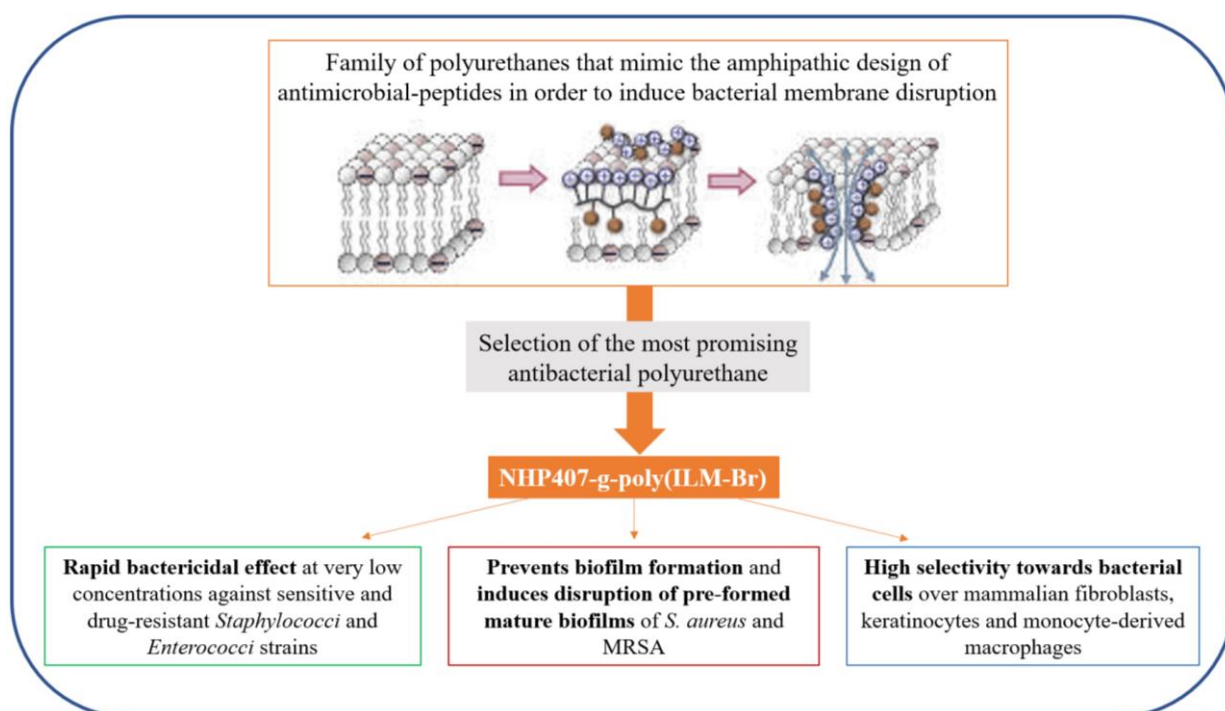 Family of polyurethanes that mimic the amphipathic design of
antimicrobial-peptides in order to induce bacterial membrane disruption
Selection of the most promising
antibacterial polyurethane
NHP407-g-poly(ILM-Br)
Rapid bactericidal effect at very low
concentrations against sensitive and
drug-resistant Staphylococci and
Enterococci strains
Prevents biofilm formation and
induces disruption of pre-formed
mature biofilms of S. aureus and
MRSA
High selectivity towards bacterial
cells over mammalian fibroblasts,
keratinocytes and monocyte-derived
macrophages